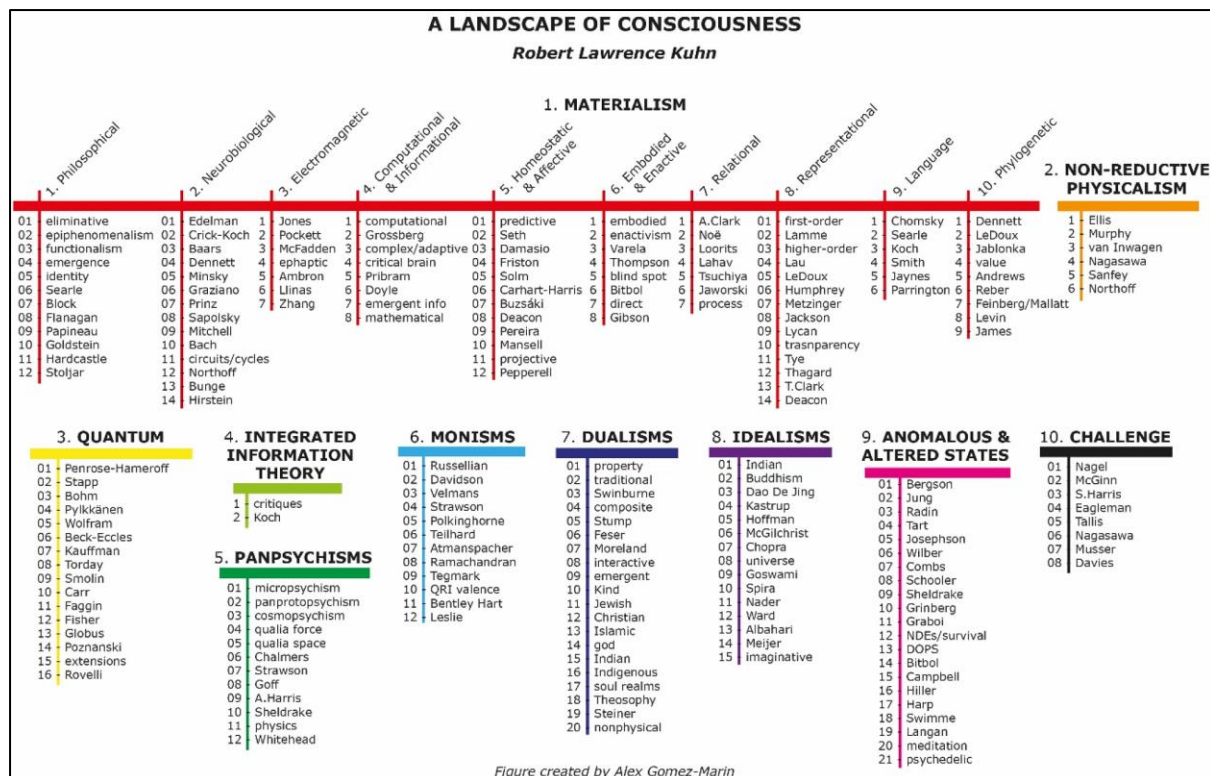 A LANDSCAPE OF CONSCIOUSNESS
Robert Lawrence Kuhn
1. MATERIALISM
1. Philosophical
01 eliminative
02 epiphenomenalism
03 functionalism
04 emergence
05 identity
06 Searle
07 Block
08 Flanagan
09 Papineau
10 Goldstein
11 Hardcastle
12 Stoljar
2. Neurobiological
01 Edelman
02 Crick-Koch
03 Baars
04 Dennett
05 Minsky
06 Graziano
07 Prinz
08 Sapolsky
09 Mitchell
10 Bach
11 circuits/cycles
12 Northoff
13 Bunge
14 Hirstein
3. Electromagnetic
1 Jones
2 Pockett
3 McFadden
4 ephaptic
5 Ambron
6 Llinas
7 Zhang
4. Computational
& Informational
1 computational
2 Grossberg
3 complex/adaptive
4 critical brain
5 Pribram
6 Doyle
7 emergent info
8 mathematical
5. Homeostatic
& Affective
01 predictive
02 Seth
03 Damasio
04 Friston
05 Solm
06 Carhart-Harris
07 Buzsáki
08 Deacon
09 Pereira
10 Mansell
11 projective
12 Pepperell
6. Embodied
& Enactive
1 embodied
2 enactivism
3 Varela
4 Thompson
5 blind spot
6 Bitbol
7 direct
8 Gibson
7. Relational
1 A.Clark
2 Noë
3 Loorits
4 Lahav
5 Tsuchiya
6 Jaworski
7 process
8. Representational
01 first-order
02 Lamme
03 higher-order
04 Lau
05 LeDoux
06 Humphrey
07 Metzinger
08 Jackson
09 Lycan
10 trasnparency
11 Tye
12 Thagard
13 T.Clark
14 Deacon
9. Language
1 Chomsky
2 Searle
3 Koch
4 Smith
5 Jaynes
6 Parrington
10. Phylogenetic
1 Dennett
2 LeDoux
3 Jablonka
4 value
5 Andrews
6 Reber
7 Feinberg/Mallatt
8 Levin
9 James
2. NON-REDUCTIVE
PHYSICALISM
1 Ellis
2 Murphy
3 van Inwagen
4 Nagasawa
5 Sanfey
6 Northoff
3. QUANTUM
01 Penrose-Hameroff
02 Stapp
03 Bohm
04 Pylkkänen
05 Wolfram
06 Beck-Eccles
07 Kauffman
08 Torday
09 Smolin
10 Carr
11 Faggin
12 Fisher
13 Globus
14 Poznanski
15 extensions
16 Rovelli
4. INTEGRATED
INFORMATION
THEORY
1 critiques
2 Koch
5. PANPSYCHISMS
01 micropsychism
02 panprotopsychism
03 cosmopsychism
04 qualia force
05 qualia space
06 Chalmers
07 Strawson
08 Goff
09 A.Harris
10 Sheldrake
11 physics
12 Whitehead
6. MONISMS
01 Russellian
02 Davidson
03 Velmans
04 Strawson
05 Polkinghorne
06 Teilhard
07 Atmanspacher
08 Ramachandran
09 Tegmark
10 QRI valence
11 Bentley Hart
12 Leslie
7. DUALISMS
01 property
02 traditional
03 Swinburne
04 composite
05 Stump
06 Feser
07 Moreland
08 interactive
09 emergent
10 Kind
11 Jewish
12 Christian
13 Islamic
14 god
15 Indian
16 Indigenous
17 soul realms
18 Theosophy
19 Steiner
20 nonphysical
8. IDEALISMS
01 Indian
02 Buddhism
03 Dao De Jing
04 Kastrup
05 Hoffman
06 McGilchrist
07 Chopra
08 universe
09 Goswami
10 Spira
11 Nader
12 Ward
13 Albahari
14 Meijer
15 imaginative
9. ANOMALOUS &
ALTERED STATES
01 Bergson
02 Jung
03 Radin
04 Tart
05 Josephson
06 Wilber
07 Combs
08 Schooler
09 Sheldrake
10 Grinberg
11 Graboi
12 NDEs/survival
13 DOPS
14 Bitbol
15 Campbell
16 Hiller
17 Harp
18 Swimme
19 Langan
20 meditation
21 psychedelic
10. CHALLENGE
01 Nagel
02 McGinn
03 S.Harris
04 Eagleman
05 Tallis
06 Nagasawa
07 Musser
08 Davies
Figure created by Alex Gomez-Marin